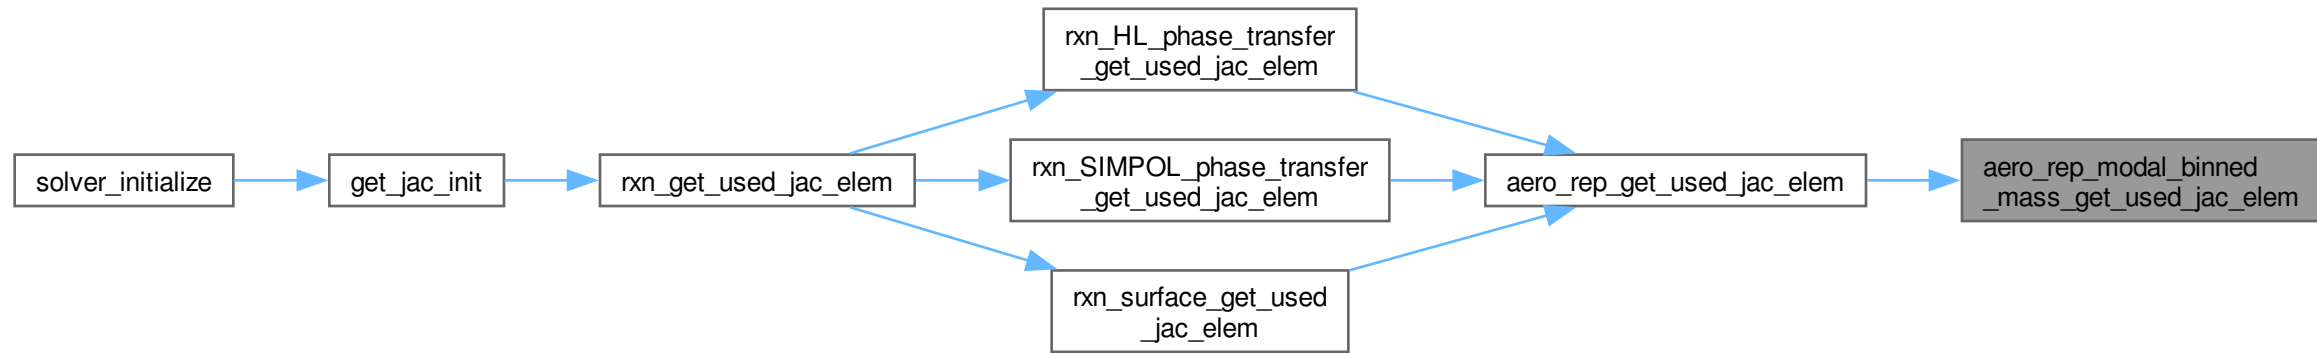 solver_initialize
get_jac_init
rxn_get_used_jac_elem
rxn_HL_phase_transfer
_get_used_jac_elem
rxn_SIMPOL_phase_transfer
_get_used_jac_elem
rxn_surface_get_used
_jac_elem
aero_rep_get_used_jac_elem
aero_rep_modal_binned
_mass_get_used_jac_elem